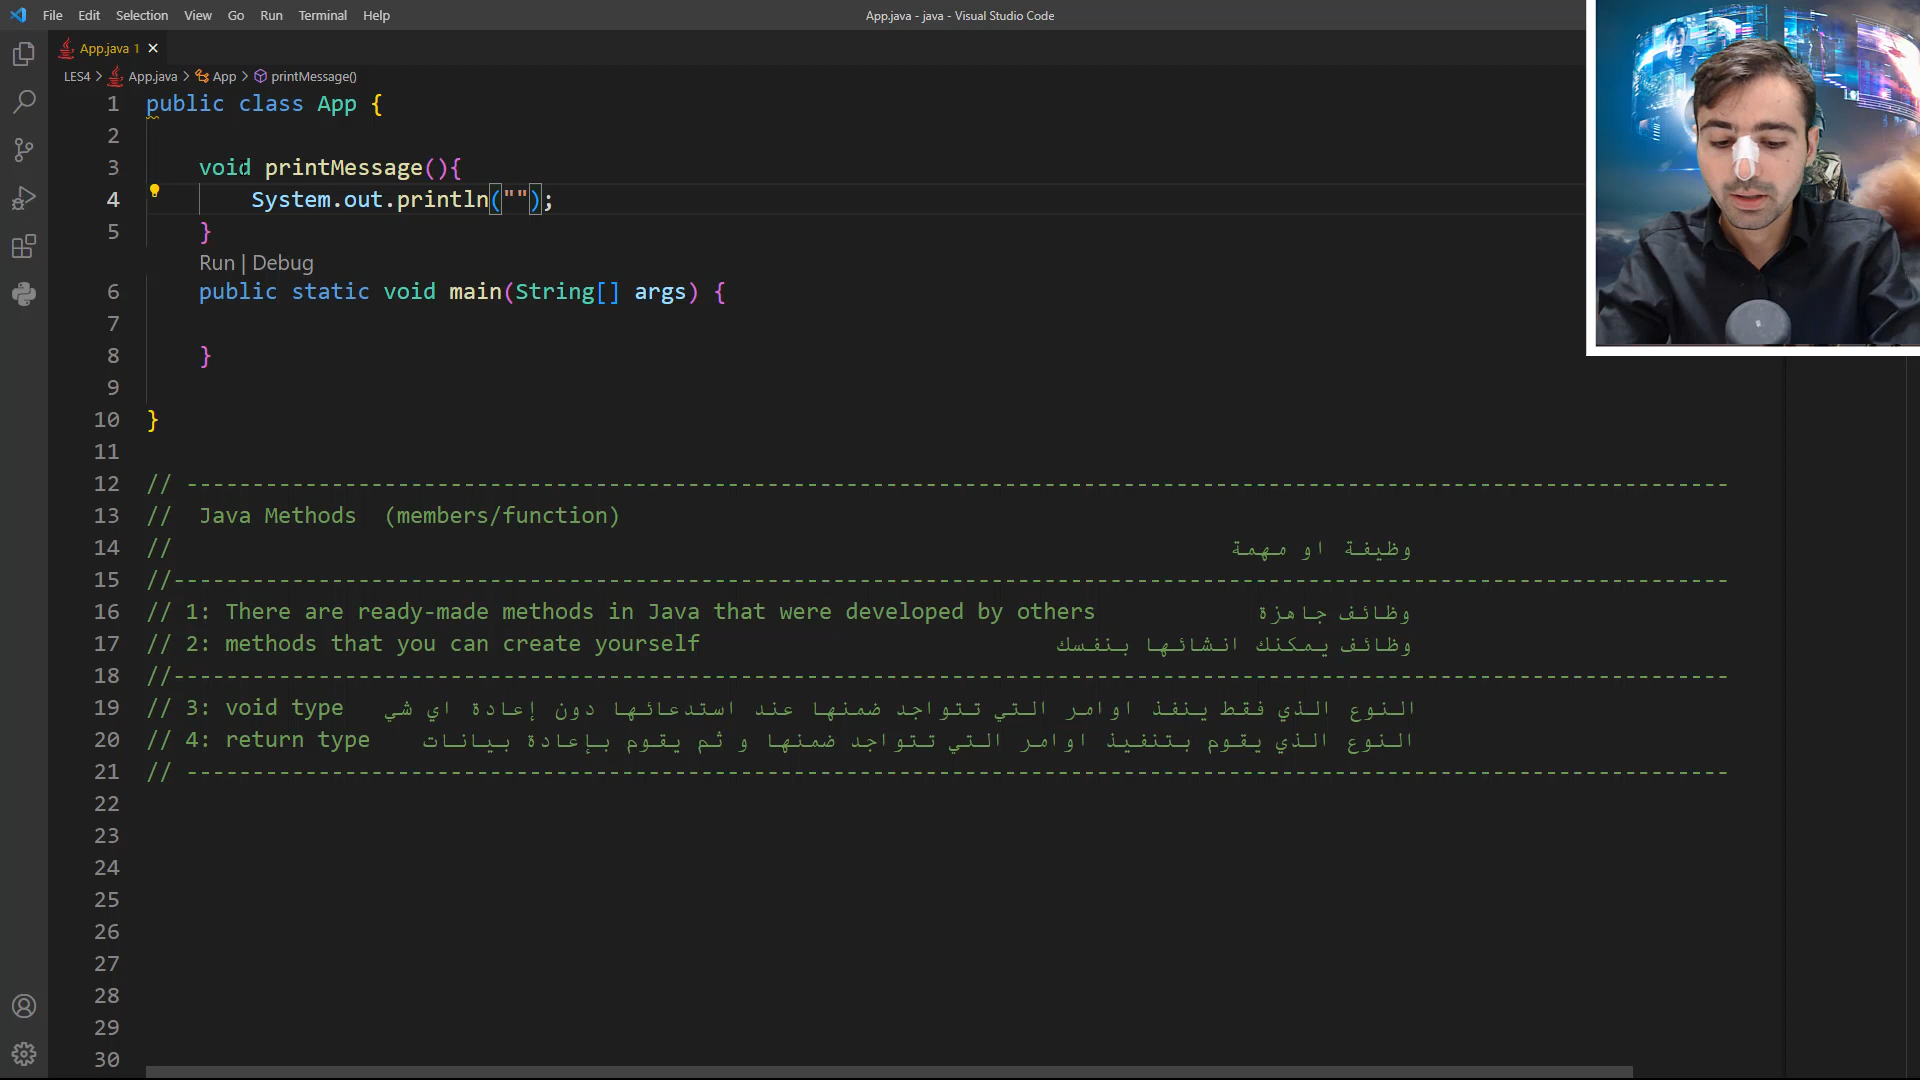 File Edit Selection View Go Run Terminal Help
App.java - java - Visual Studio Code
App.java 1
LES4 > App.java > App > printMessage()
1 public class App {
2
3 void printMessage(){
4 System.out.println("");
5 }
Run | Debug
6 public static void main(String[] args) {
7
8 }
9
10 }
11
12 // ----------------------------------------------------------------------------------------------------------------------
13 // Java Methods (members/function)
14 // وظيفة او مهمة
15 //----------------------------------------------------------------------------------------------------------------------
16 // 1: There are ready-made methods in Java that were developed by others وظائف جاهزة
17 // 2: methods that you can create yourself وظائف يمكنك انشائها بنفسك
18 //----------------------------------------------------------------------------------------------------------------------
19 // 3: void type النوع الذي فقط ينفذ اوامر التي تتواجد ضمنها عند استدعائها دون إعادة اي شي
20 // 4: return type النوع الذي يقوم بتنفيذ اوامر التي تتواجد ضمنها و ثم يقوم بإعادة بيانات
21 // ----------------------------------------------------------------------------------------------------------------------
22
23
24
25
26
27
28
29
30